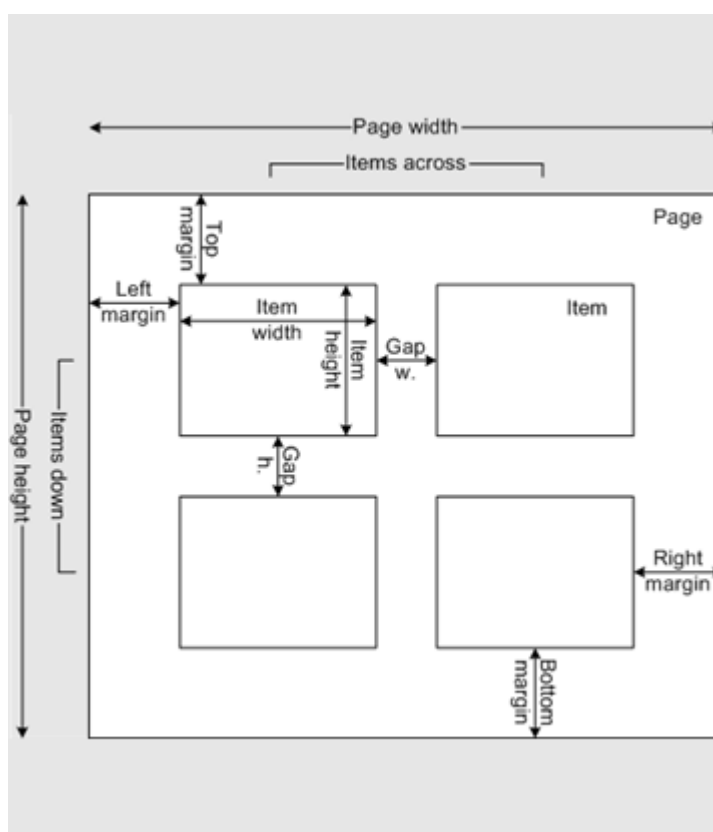 Page width
Items across
Page
Top
margin
Left
margin
Item
width
Item
height
Gap
w.
Item
Page height
Items down
Gap
h.
Right
margin
Bottom
margin